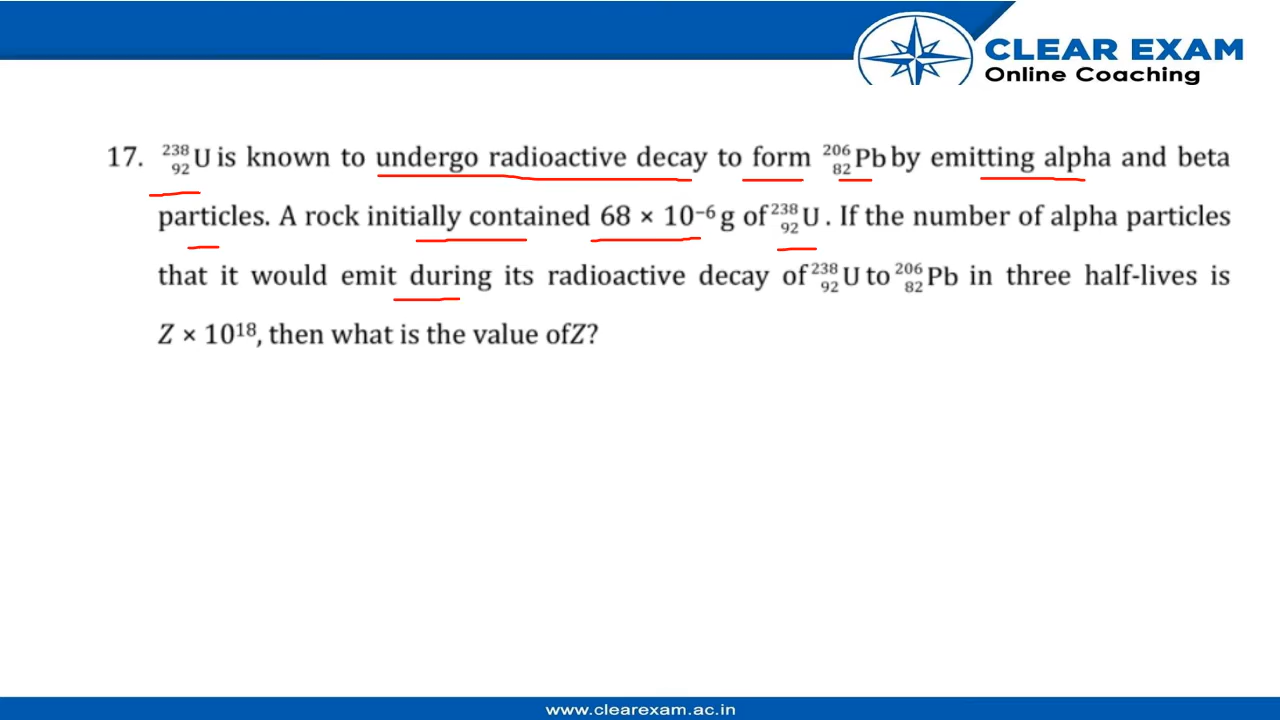 CLEAR EXAM
Online Coaching
17. ²³⁸₉₂U is known to undergo radioactive decay to form ²⁰⁶₈₂Pb by emitting alpha and beta
particles. A rock initially contained 68 × 10⁻⁶ g of ²³⁸₉₂U . If the number of alpha particles
that it would emit during its radioactive decay of ²³⁸₉₂U to ²⁰⁶₈₂Pb in three half-lives is
Z × 10¹⁸, then what is the value ofZ?
www.clearexam.ac.in